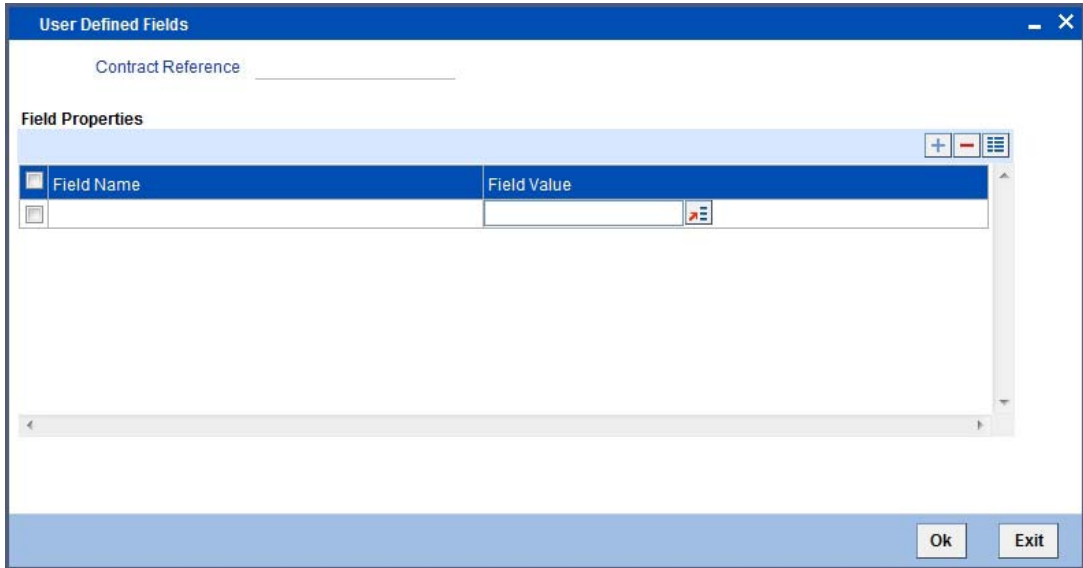 User Defined Fields
Contract Reference
Field Properties
Field Name Field Value
Ok Exit